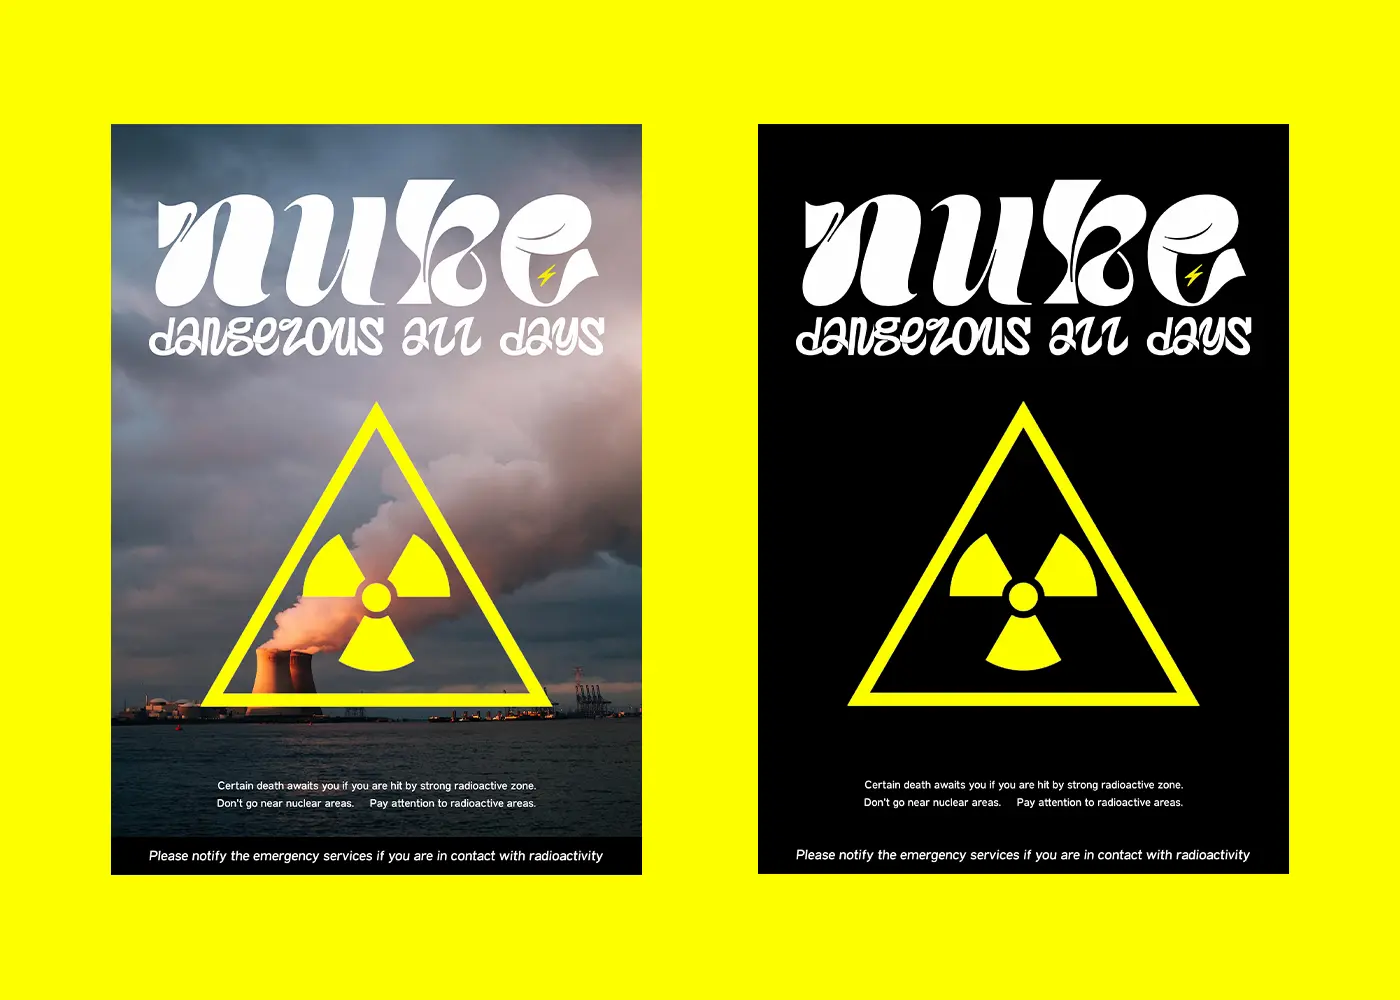 nuke
dangerous all days
Certain death awaits you if you are hit by strong radioactive zone.
Don't go near nuclear areas. Pay attention to radioactive areas.
Please notify the emergency services if you are in contact with radioactivity
nuke
dangerous all days
Certain death awaits you if you are hit by strong radioactive zone.
Don't go near nuclear areas. Pay attention to radioactive areas.
Please notify the emergency services if you are in contact with radioactivity